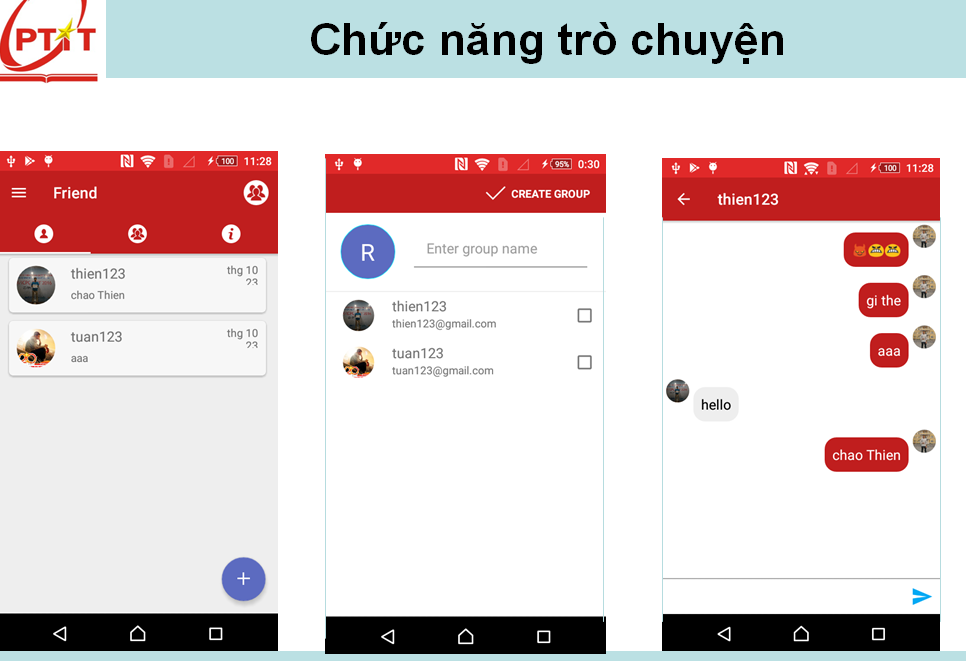 PTIT
Chức năng trò chuyện
100 11:28
Friend
thien123
thg 10
23
chao Thien
tuan123
thg 10
23
aaa
95% 0:30
CREATE GROUP
R
Enter group name
thien123
thien123@gmail.com
tuan123
tuan123@gmail.com
100 11:28
thien123
gi the
aaa
hello
chao Thien